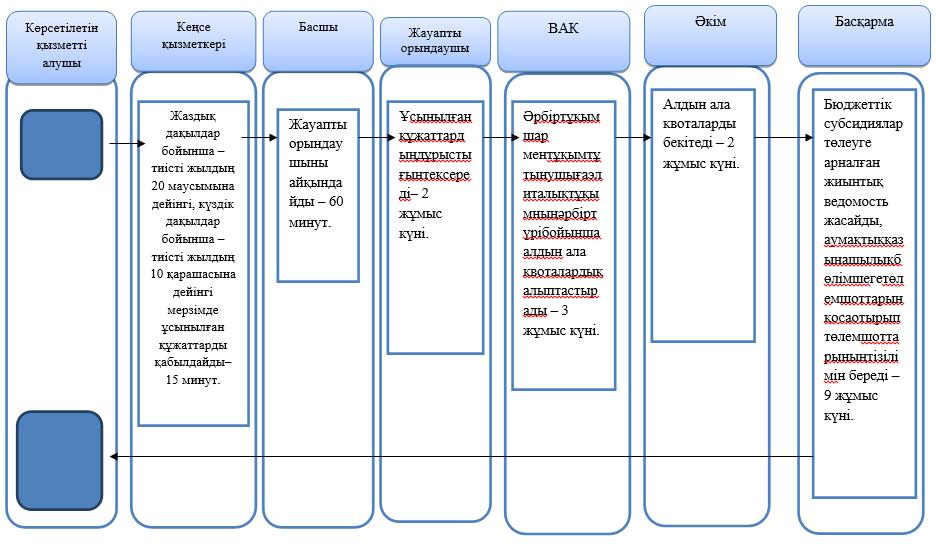 Көрсетілетін
қызметті
алушы
Кеңсе
қызметкері
Жаздық
дақылдар
бойынша –
тиісті жылдың
20 маусымына
дейінгі, күздік
дақылдар
бойынша –
тиісті жылдың
10 қарашасына
дейінгі
мерзімде
ұсынылған
құжаттарды
қабылдайды–
15 минут.
Басшы
Жауапты
орындау
шыны
айқында
йды – 60
минут.
Жауапты
орындаушы
Ұсынылған
құжаттард
ыңдұрысты
ғынтексере
ді– 2
жұмыс
күні.
ВАК
Әрбіртұқым
шар
ментұқымтұ
тынушығаэл
италықтұқы
мныңәрбірт
үрібойынша
алдын ала
квоталардық
алыптастыр
ады – 3
жұмыс күні.
Әкім
Алдын ала
квоталарды
бекітеді – 2
жұмыс күні.
Басқарма
Бюджеттік
субсидиялар
төлеуге
арналған
жиынтық
ведомость
жасайды,
аумақтыққаз
ынашылықб
өлімшегетөл
емшоттарын
қосаотырып
төлемшотта
рыныңтізілі
мін береді –
9 жұмыс
күні.